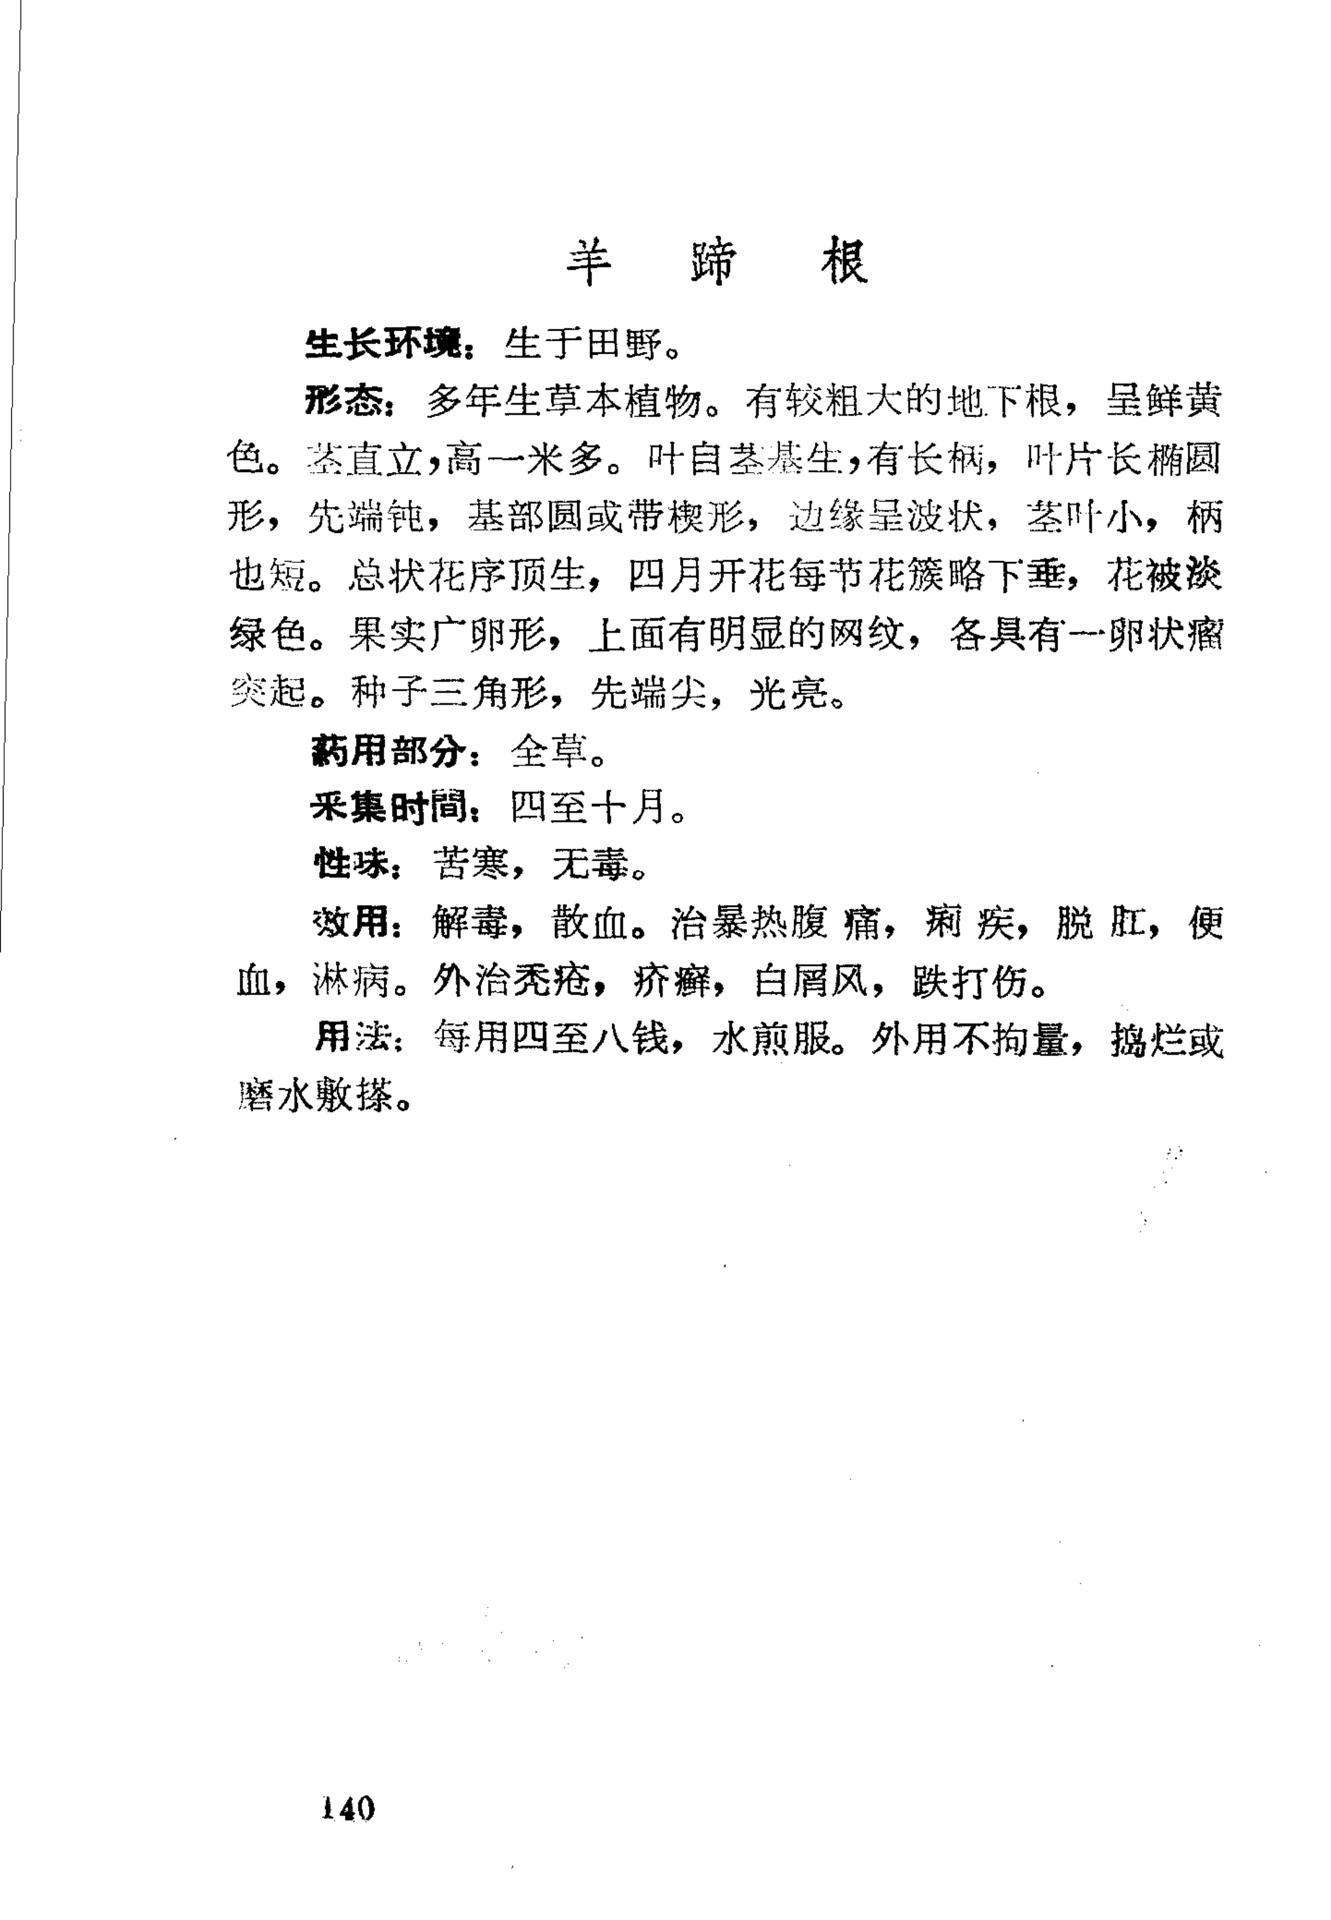 羊蹄根
生长环境：生于田野。
形态：多年生草本植物。有较粗大的地下根，呈鲜黄
色。茎直立，高一米多。叶自茎基生，有长柄，叶片长椭圆
形，先端钝，基部圆或带楔形，边缘呈波状，茎叶小，柄
也短。总状花序顶生，四月开花每节花簇略下垂，花被淡
绿色。果实广卵形，上面有明显的网纹，各具有一卵状瘤
突起。种子三角形，先端尖，光亮。
药用部分：全草。
采集时間：四至十月。
性味：苦寒，无毒。
效用：解毒，散血。治暴热腹痛，痢疾，脱肛，便
血，淋病。外治秃疮，疥癣，白屑风，跌打伤。
用法：每用四至八钱，水煎服。外用不拘量，捣烂或
磨水敷搽。
140